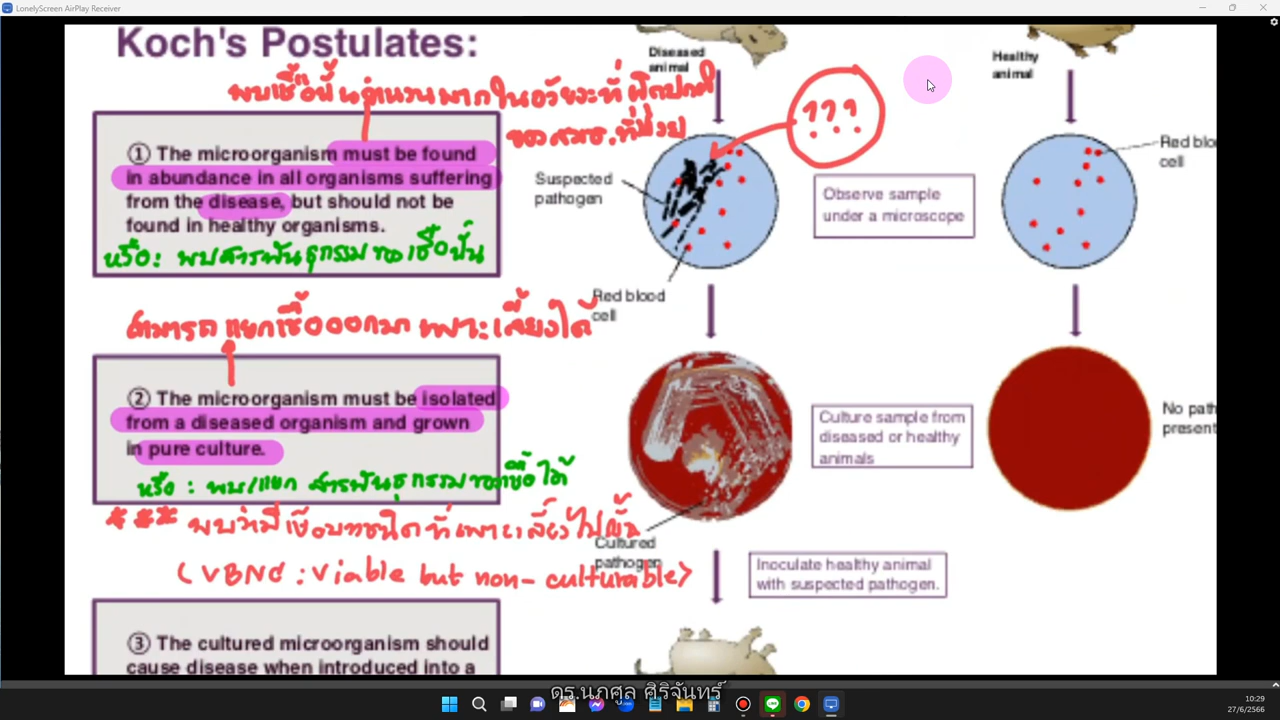 LonelyScreen AirPlay Receiver
Koch's Postulates:
Diseased
animal
Healthy
animal
พบเชื้อนั้นจำนวนมากในอวัยวะที่ผิดปกติ
ของสมช.ที่ป่วย
???
① The microorganism must be found
in abundance in all organisms suffering
from the disease, but should not be
found in healthy organisms.
หรือ: พบสารพันธุกรรมของเชื้อนั้น
Suspected
pathogen
Observe sample
under a microscope
Red blo
cell
Red blood
cell
สามารถแยกเชื้อออกมาเพาะเลี้ยงได้
② The microorganism must be isolated
from a diseased organism and grown
in pure culture.
หรือ : พบ/แยก สารพันธุกรรมของเชื้อได้
*** พบว่ามีเชื้อบางชนิดที่เพาะเลี้ยงไม่ขึ้น
(VBNC : Viable but non-culturable)
Culture sample from
diseased or healthy
animals
No path
present
Cultured
pathogen
Inoculate healthy animal
with suspected pathogen.
③ The cultured microorganism should
cause disease when introduced into a
ดร.นภศูล ศิริจันทร์
10:29
27/6/2566